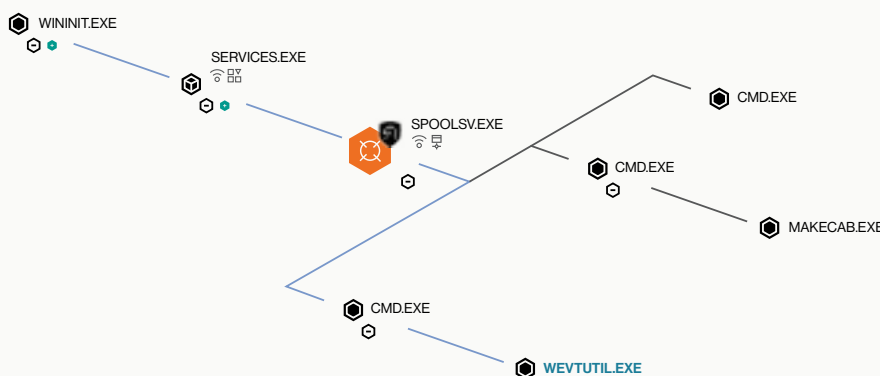 WININIT.EXE
SERVICES.EXE
SPOOLSV.EXE
CMD.EXE
CMD.EXE
MAKECAB.EXE
CMD.EXE
WEVTUTIL.EXE